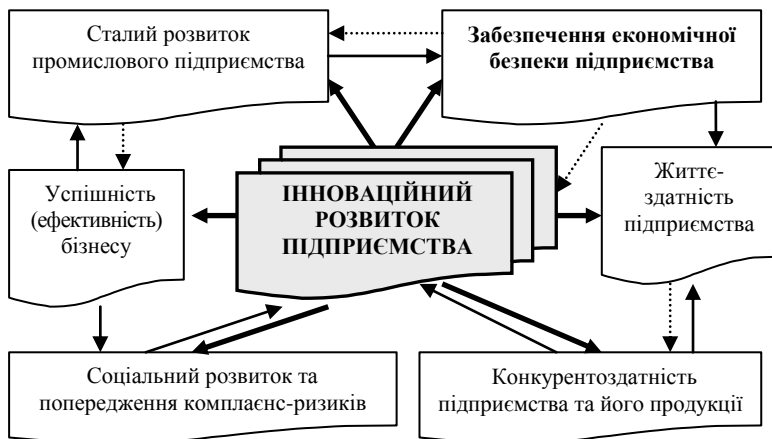 Сталий розвиток
промислового підприємства
Забезпечення економічної
безпеки підприємства
Успішність
(ефективність)
бізнесу
ІННОВАЦІЙНИЙ
РОЗВИТОК
ПІДПРИЄМСТВА
Життє-
здатність
підприємства
Соціальний розвиток та
попередження комплаєнс-ризиків
Конкурентоздатність
підприємства та його продукції